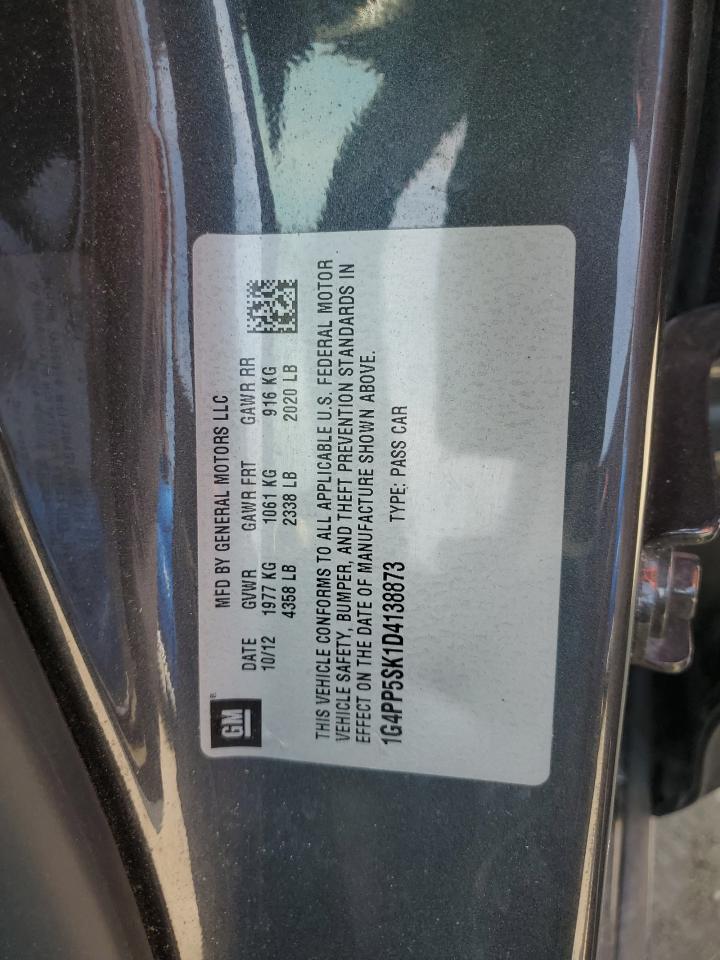 MFD BY GENERAL MOTORS LLC
DATE GVWR GAWR FRT GAWR RR
10/12 1977 KG 1061 KG 916 KG
4358 LB 2338 LB 2020 LB
GM®
THIS VEHICLE CONFORMS TO ALL APPLICABLE U.S. FEDERAL MOTOR
VEHICLE SAFETY, BUMPER, AND THEFT PREVENTION STANDARDS IN
EFFECT ON THE DATE OF MANUFACTURE SHOWN ABOVE.
1G4PP5SK1D4138873 TYPE: PASS CAR